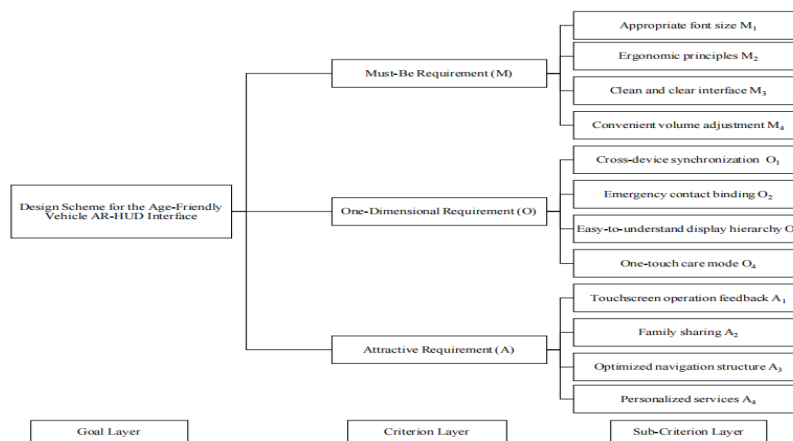 Appropriate font size M₁
Ergonomic principles M₂
Must-Be Requirement (M)
Clean and clear interface M₃
Convenient volume adjustment M₄
Cross-device synchronization O₁
Emergency contact binding O₂
Design Scheme for the Age-Friendly
Vehicle AR-HUD Interface
One-Dimensional Requirement (O)
Easy-to-understand display hierarchy O
One-touch care mode O₄
Touchscreen operation feedback A₁
Family sharing A₂
Attractive Requirement (A)
Optimized navigation structure A₃
Personalized services A₄
Goal Layer
Criterion Layer
Sub-Criterion Layer